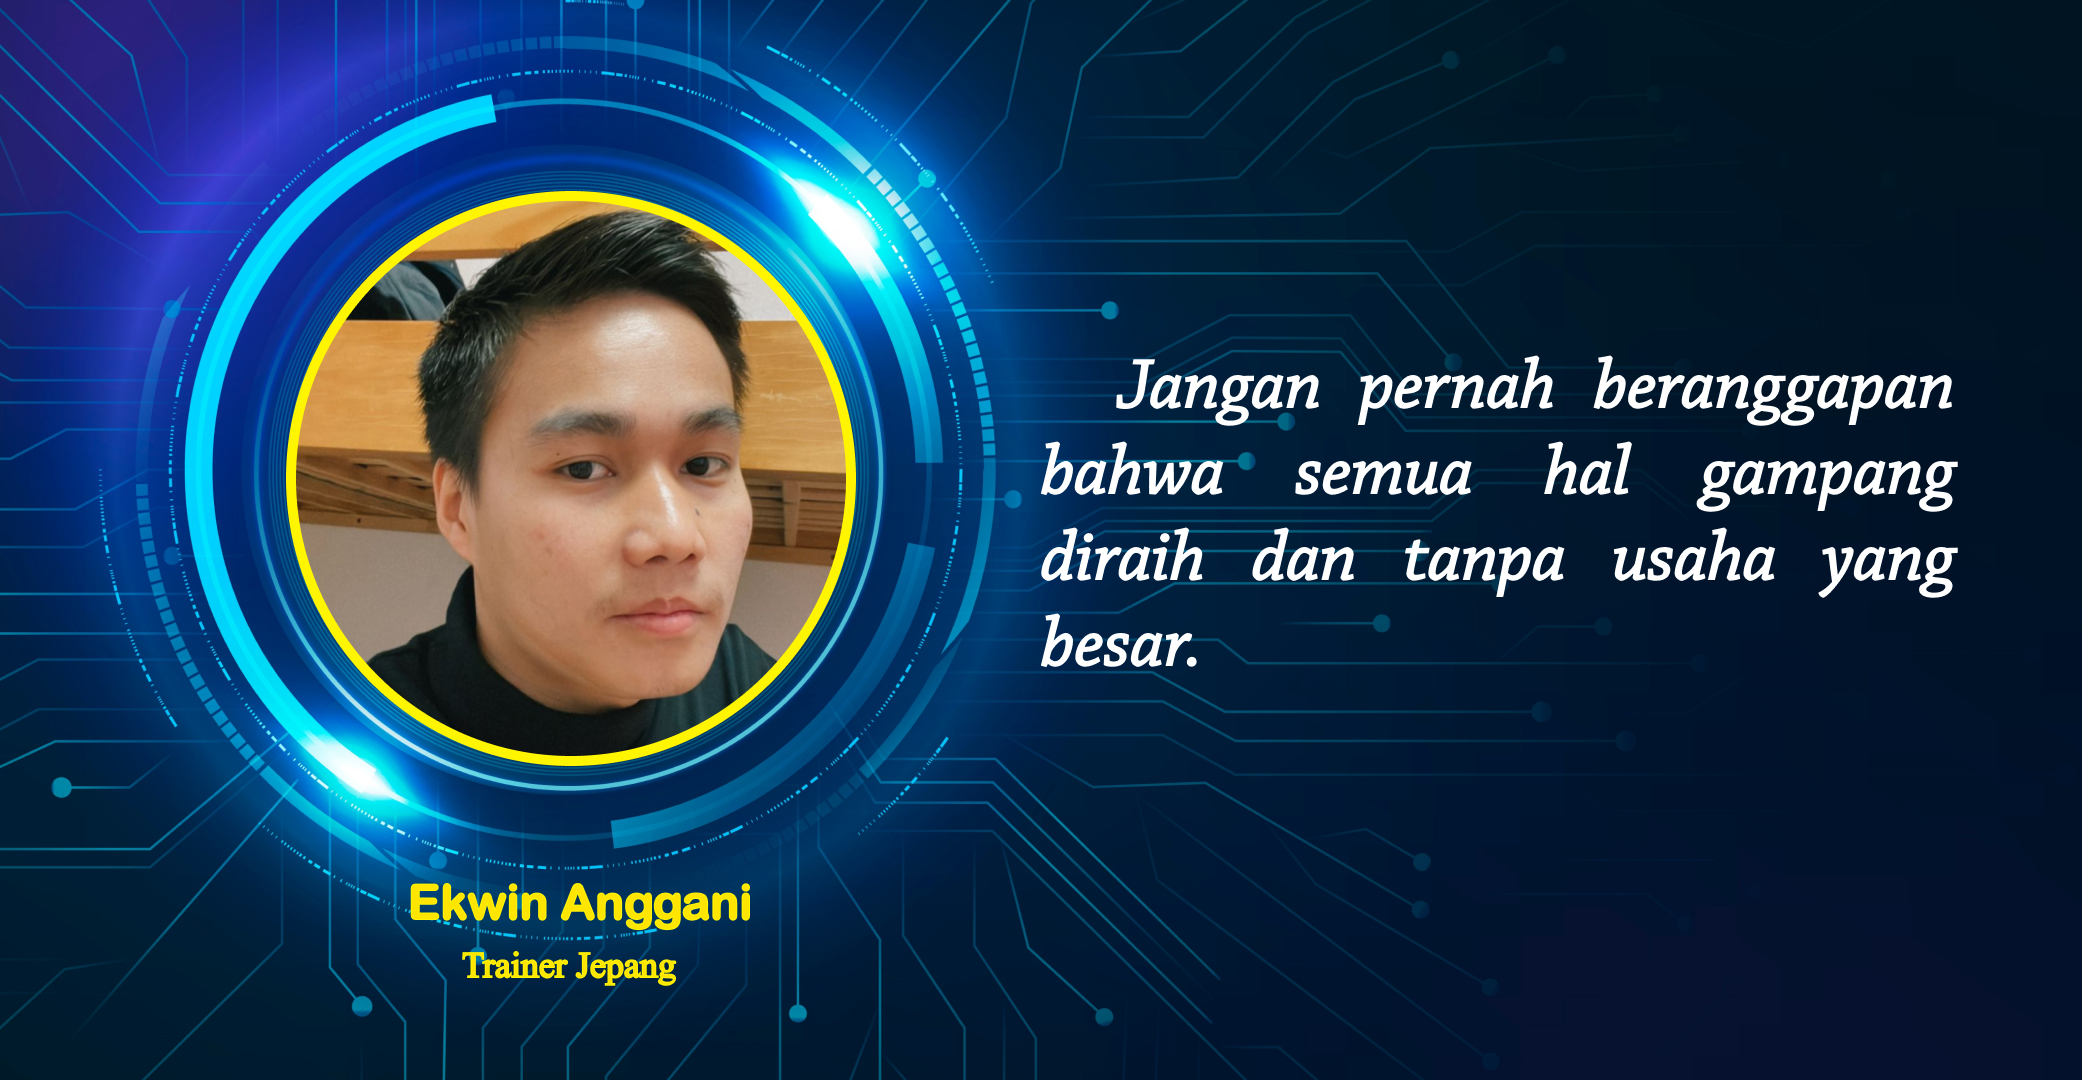 Jangan pernah beranggapan
bahwa semua hal gampang
diraih dan tanpa usaha yang
besar.
Ekwin Anggani
Trainer Jepang